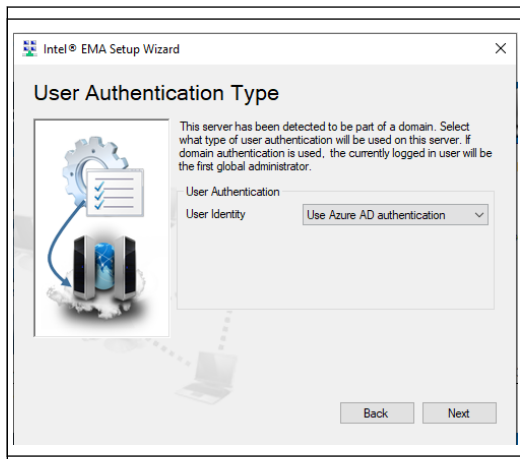 Intel® EMA Setup Wizard
User Authentication Type
This server has been detected to be part of a domain. Select
what type of user authentication will be used on this server. If
domain authentication is used, the currently logged in user will be
the first global administrator.
User Authentication
User Identity
Use Azure AD authentication
Back
Next